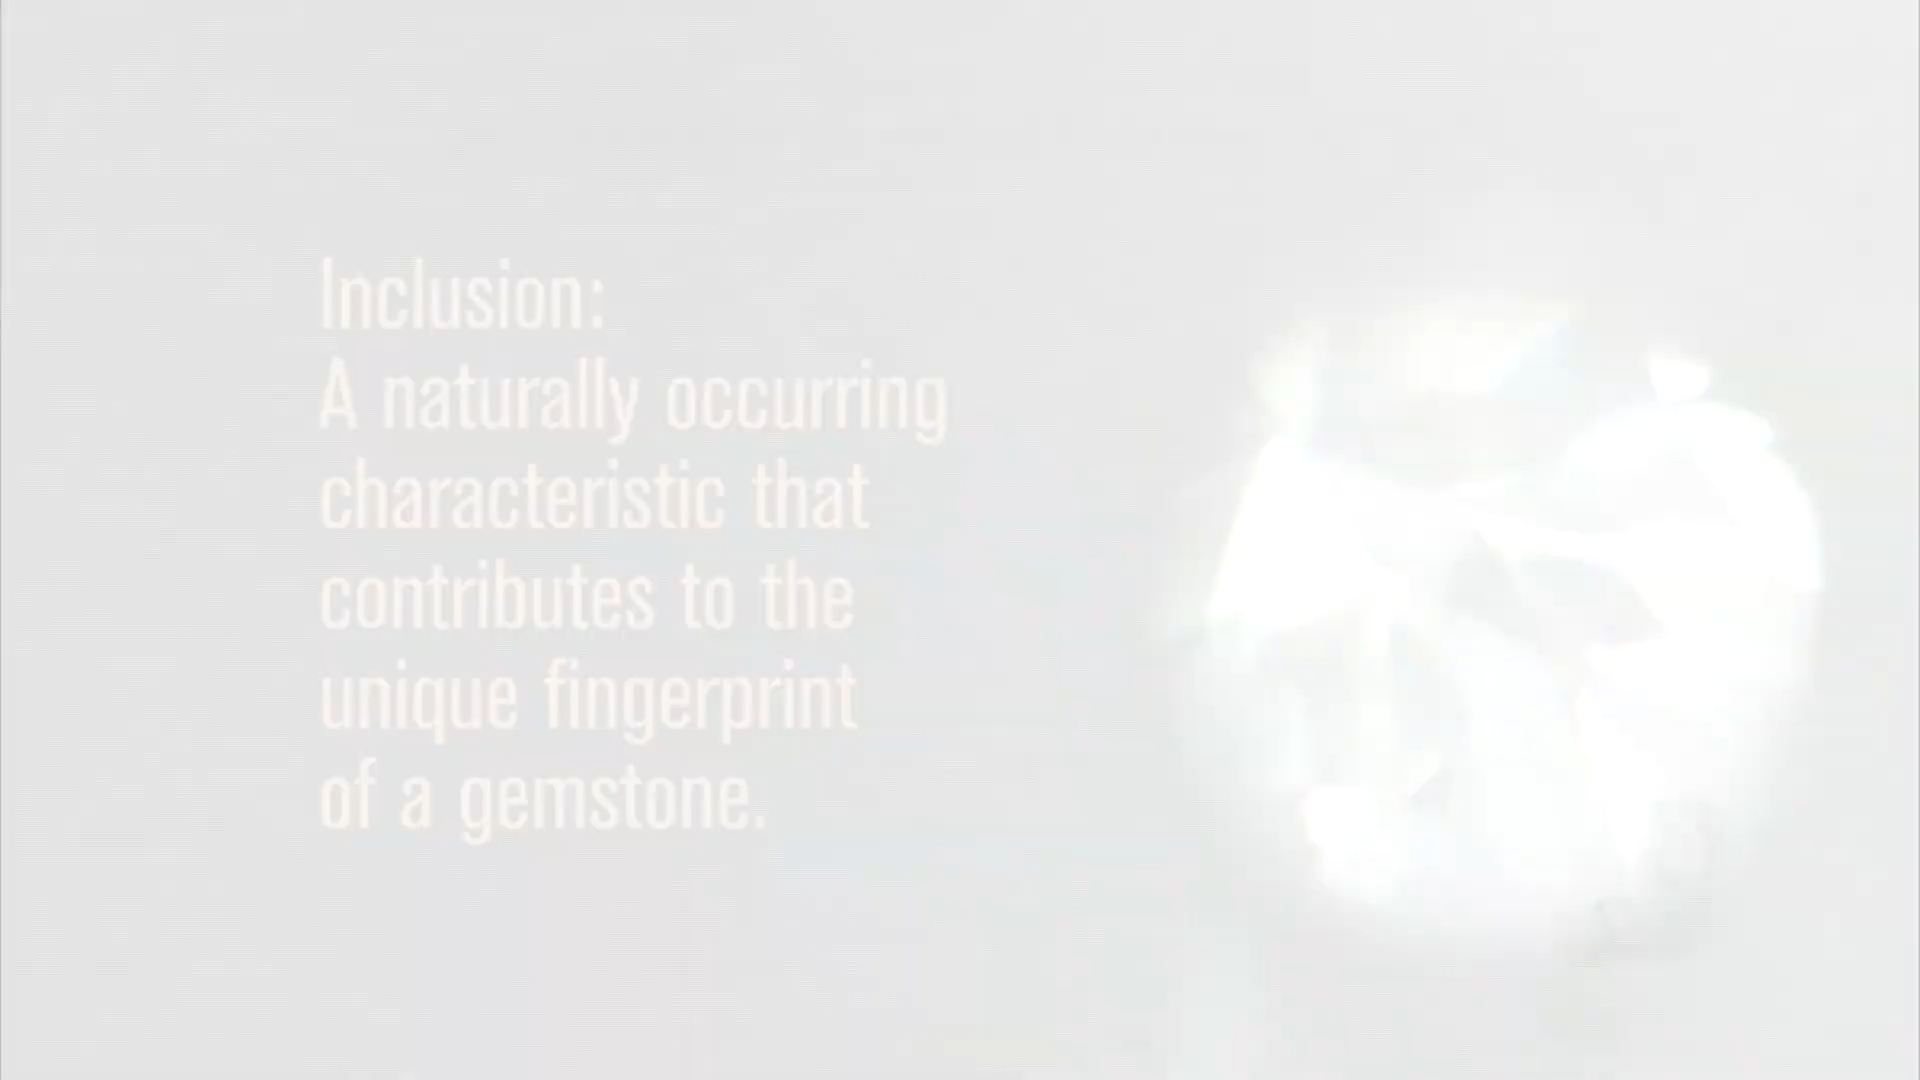 Inclusion:
A naturally occurring
characteristic that
contributes to the
unique fingerprint
of a gemstone.